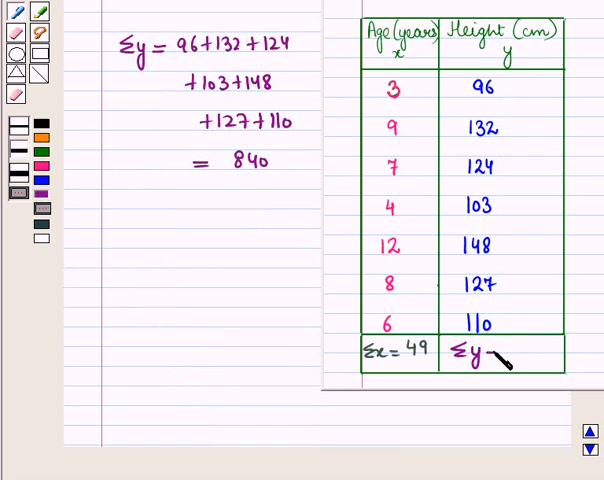 Σy = 96+132+124
+103+148
+127+110
= 840
Age (years) Height (cm)
x y
3 96
9 132
7 124
4 103
12 148
8 127
6 110
Σx = 49 Σy -